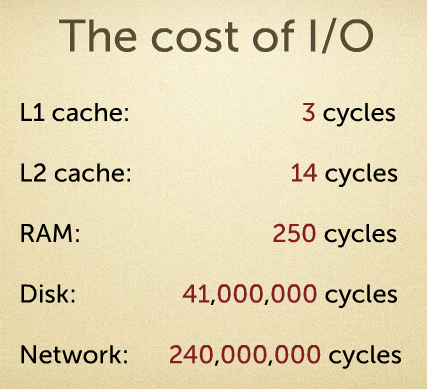 The cost of I/O
L1 cache: 3 cycles
L2 cache: 14 cycles
RAM: 250 cycles
Disk: 41,000,000 cycles
Network: 240,000,000 cycles